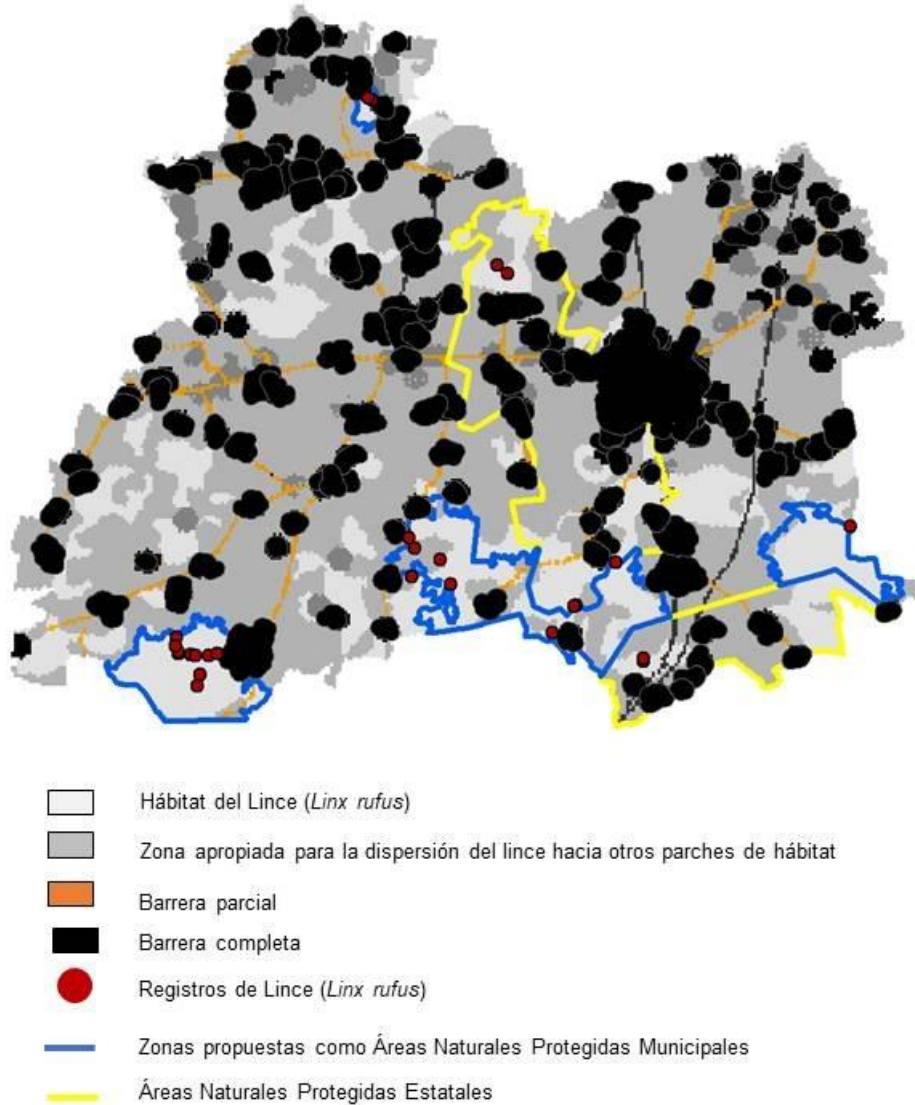 Hábitat del Lince (Linx rufus)
Zona apropiada para la dispersión del lince hacia otros parches de hábitat
Barrera parcial
Barrera completa
Registros de Lince (Linx rufus)
Zonas propuestas como Áreas Naturales Protegidas Municipales
Áreas Naturales Protegidas Estatales